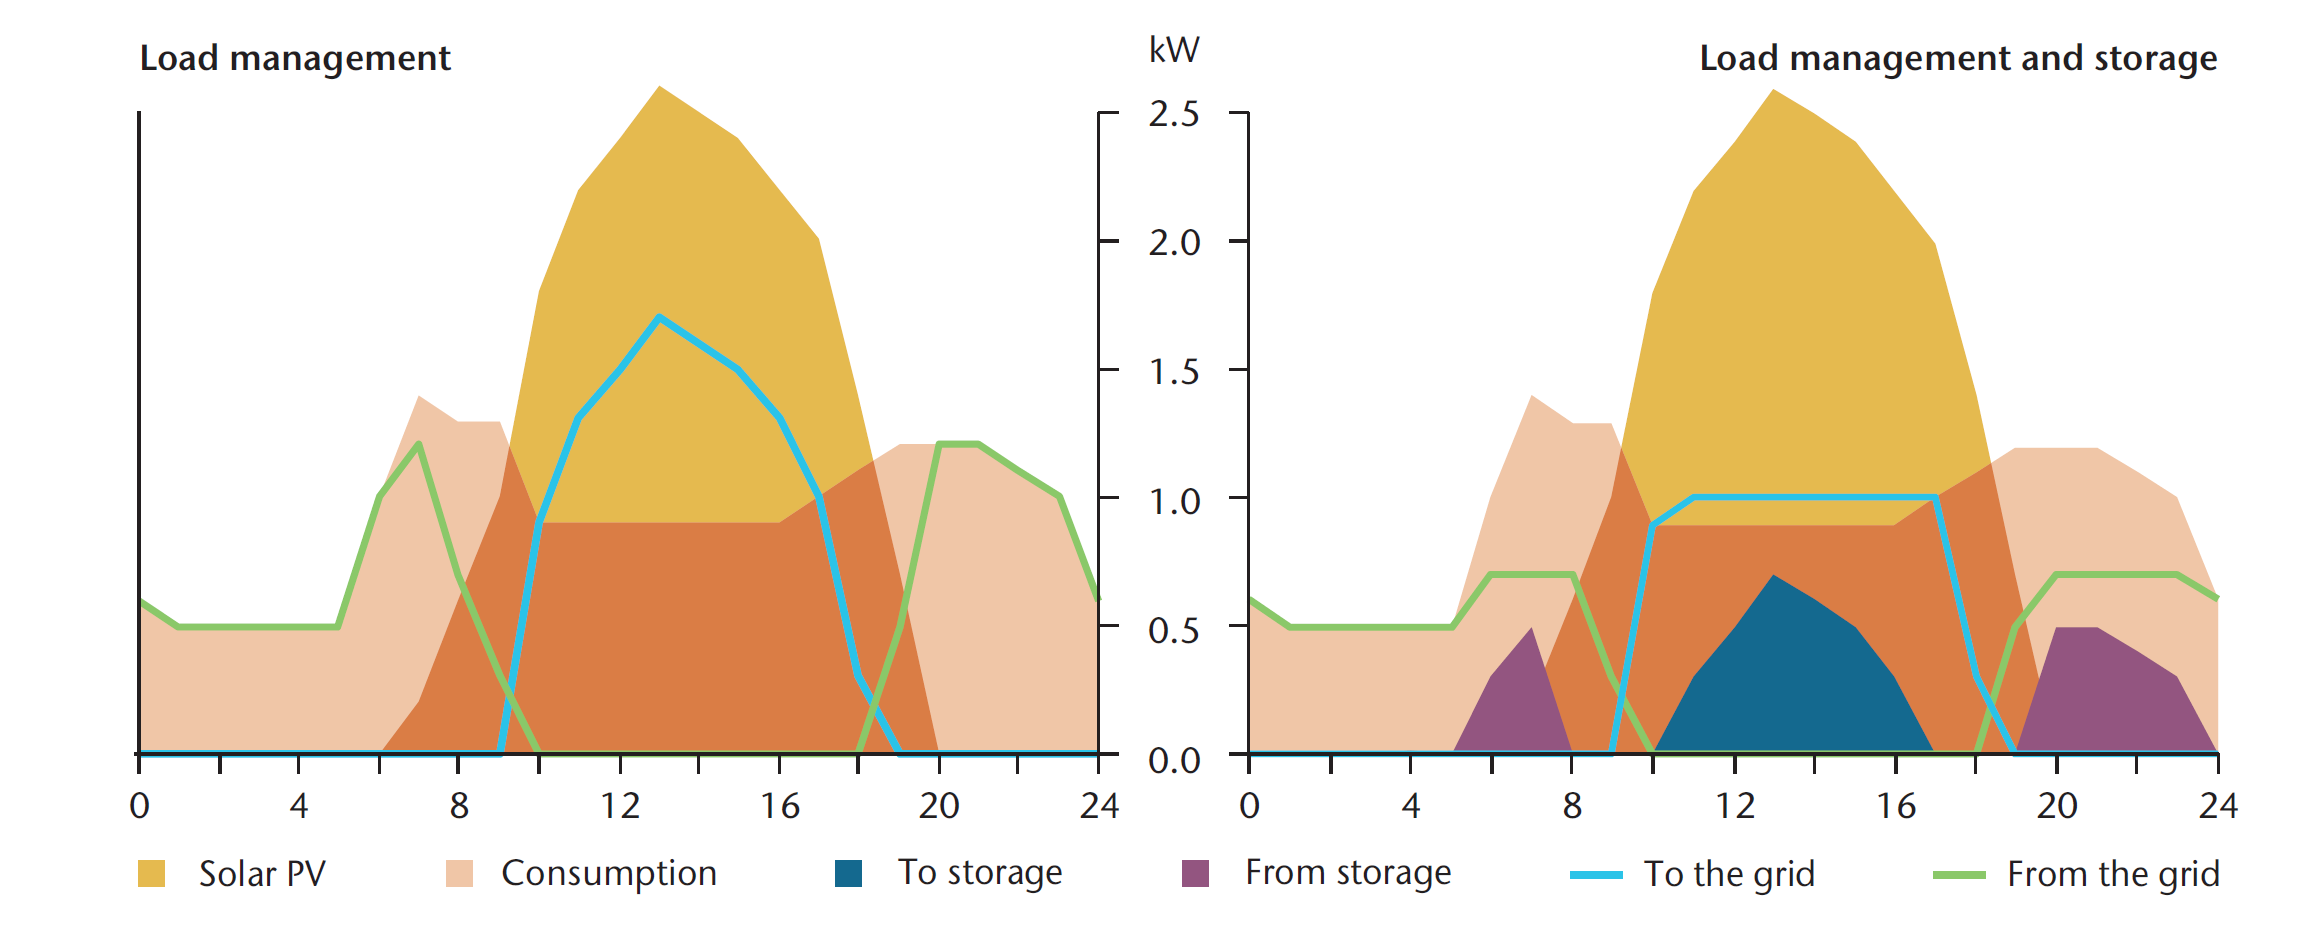 Load management
kW
Load management and storage
2.5
2.0
1.5
1.0
0.5
0.0
0 4 8 12 16 20 24
0 4 8 12 16 20 24
Solar PV Consumption To storage From storage To the grid From the grid